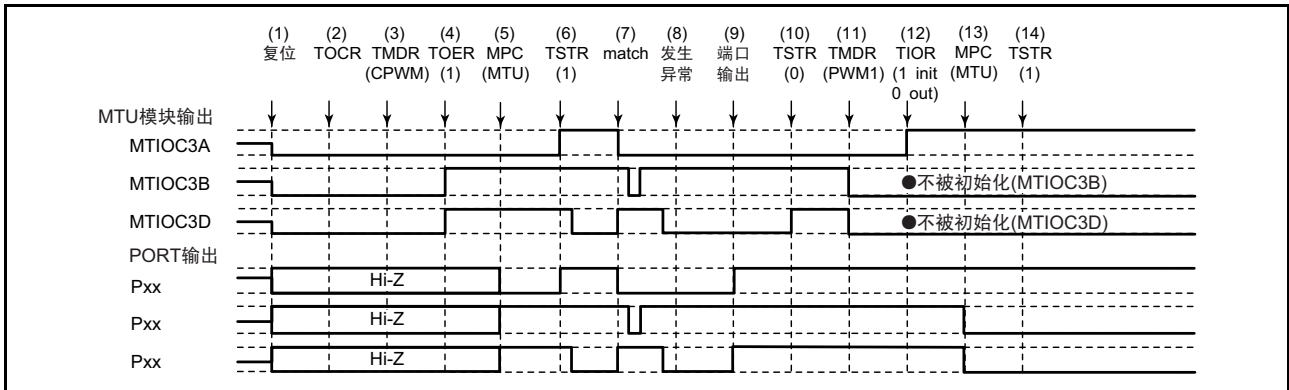 (1) (2) (3) (4) (5) (6) (7) (8) (9) (10) (11) (12) (13) (14)
复位 TOCR TMDR TOER MPC TSTR match 发生 端口 TSTR TMDR TIOR MPC TSTR
(CPWM) (1) (MTU) (1) 异常 输出 (0) (PWM1) (1 init (MTU) (1)
0 out)
MTU模块输出
MTIOC3A
MTIOC3B ●不被初始化(MTIOC3B)
MTIOC3D ●不被初始化(MTIOC3D)
PORT输出
Pxx Hi-Z
Pxx Hi-Z
Pxx Hi-Z